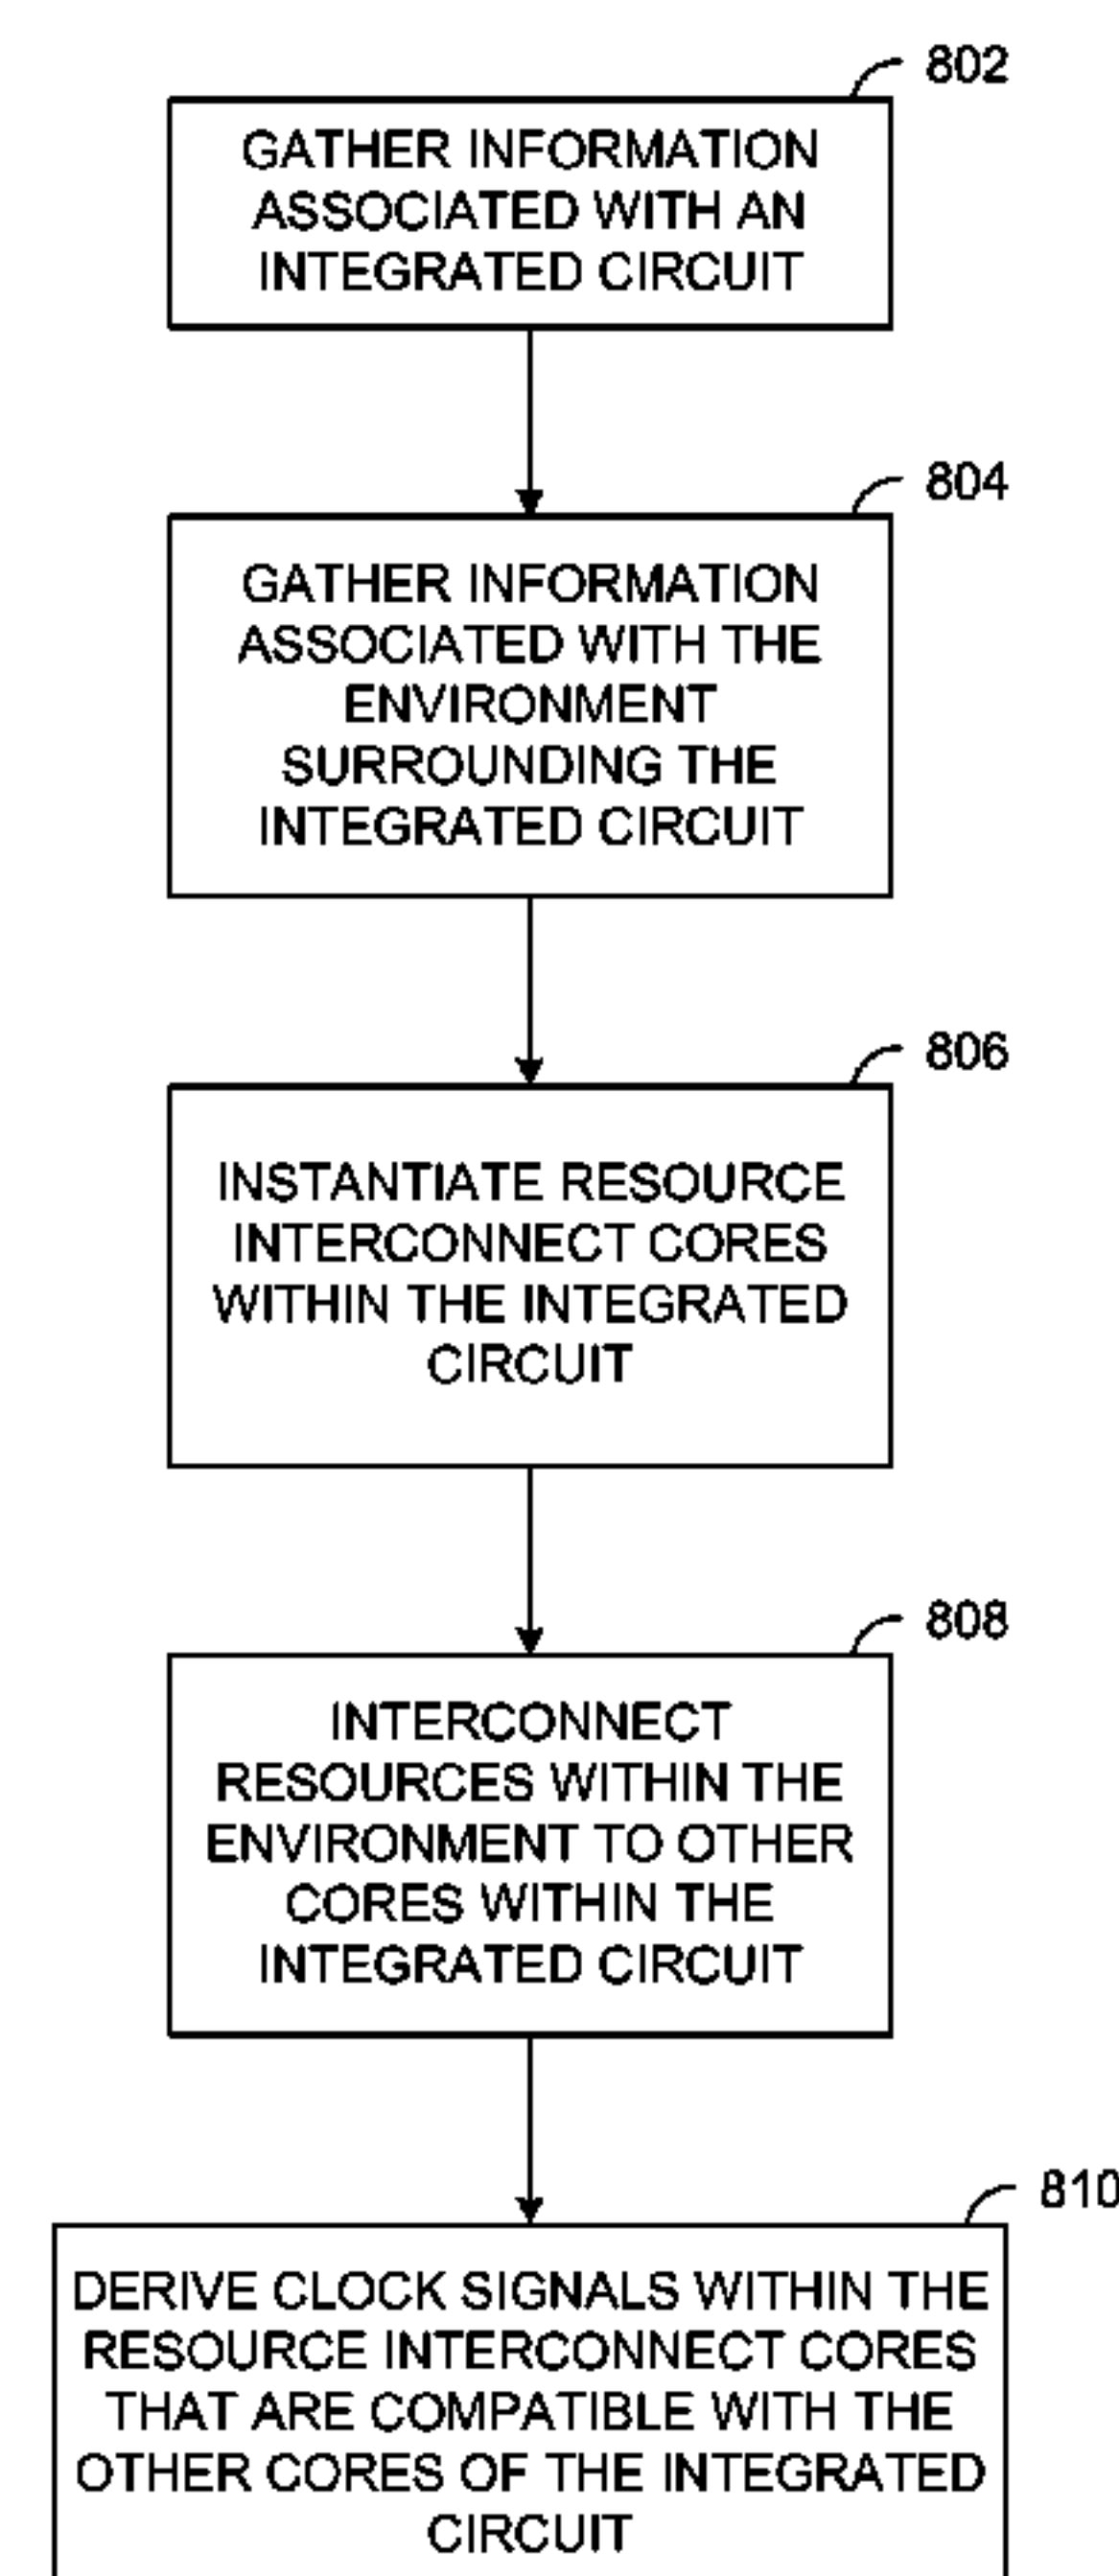 802
GATHER INFORMATION
ASSOCIATED WITH AN
INTEGRATED CIRCUIT
804
GATHER INFORMATION
ASSOCIATED WITH THE
ENVIRONMENT
SURROUNDING THE
INTEGRATED CIRCUIT
806
INSTANTIATE RESOURCE
INTERCONNECT CORES
WITHIN THE INTEGRATED
CIRCUIT
808
INTERCONNECT
RESOURCES WITHIN THE
ENVIRONMENT TO OTHER
CORES WITHIN THE
INTEGRATED CIRCUIT
810
DERIVE CLOCK SIGNALS WITHIN THE
RESOURCE INTERCONNECT CORES
THAT ARE COMPATIBLE WITH THE
OTHER CORES OF THE INTEGRATED
CIRCUIT